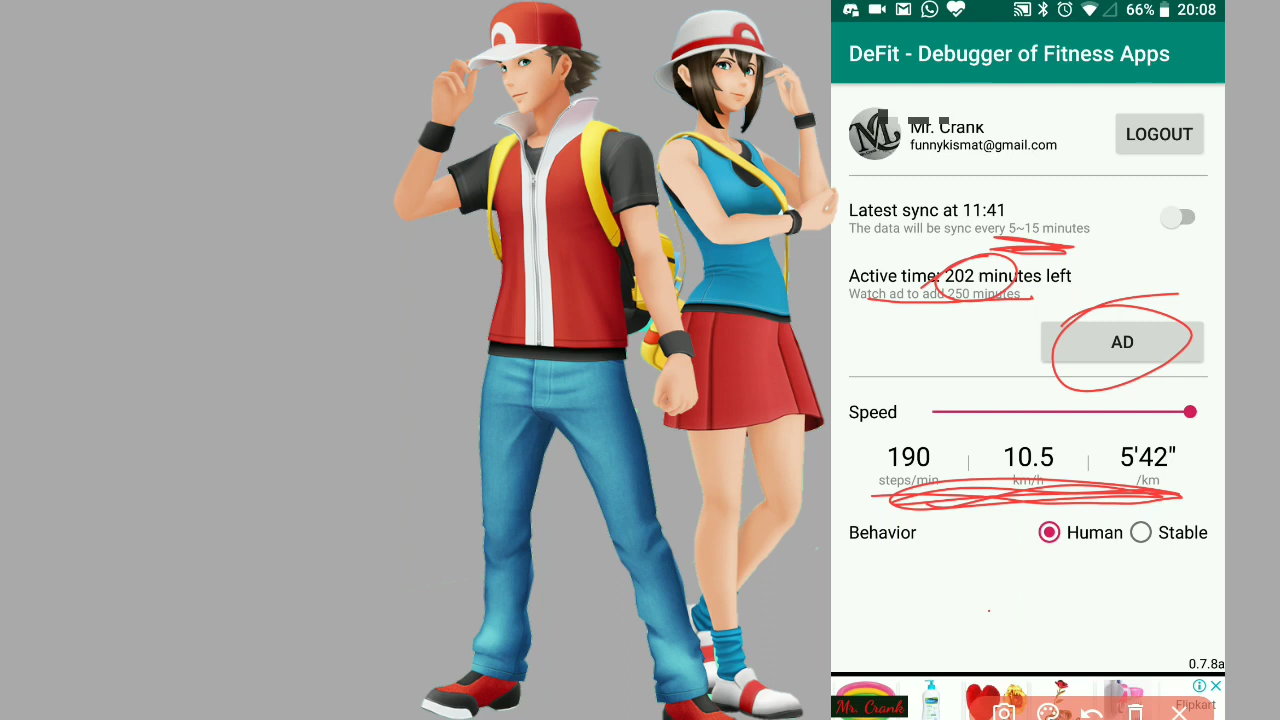 66% 20:08
DeFit - Debugger of Fitness Apps
Mr. Crank
funnykismat@gmail.com
LOGOUT
Latest sync at 11:41
The data will be sync every 5~15 minutes
Active time: 202 minutes left
Watch ad to add 250 minutes
AD
Speed
190 10.5 5'42"
steps/min km/h /km
Behavior Human Stable
0.7.8a
Mr. Crank
Flipkart